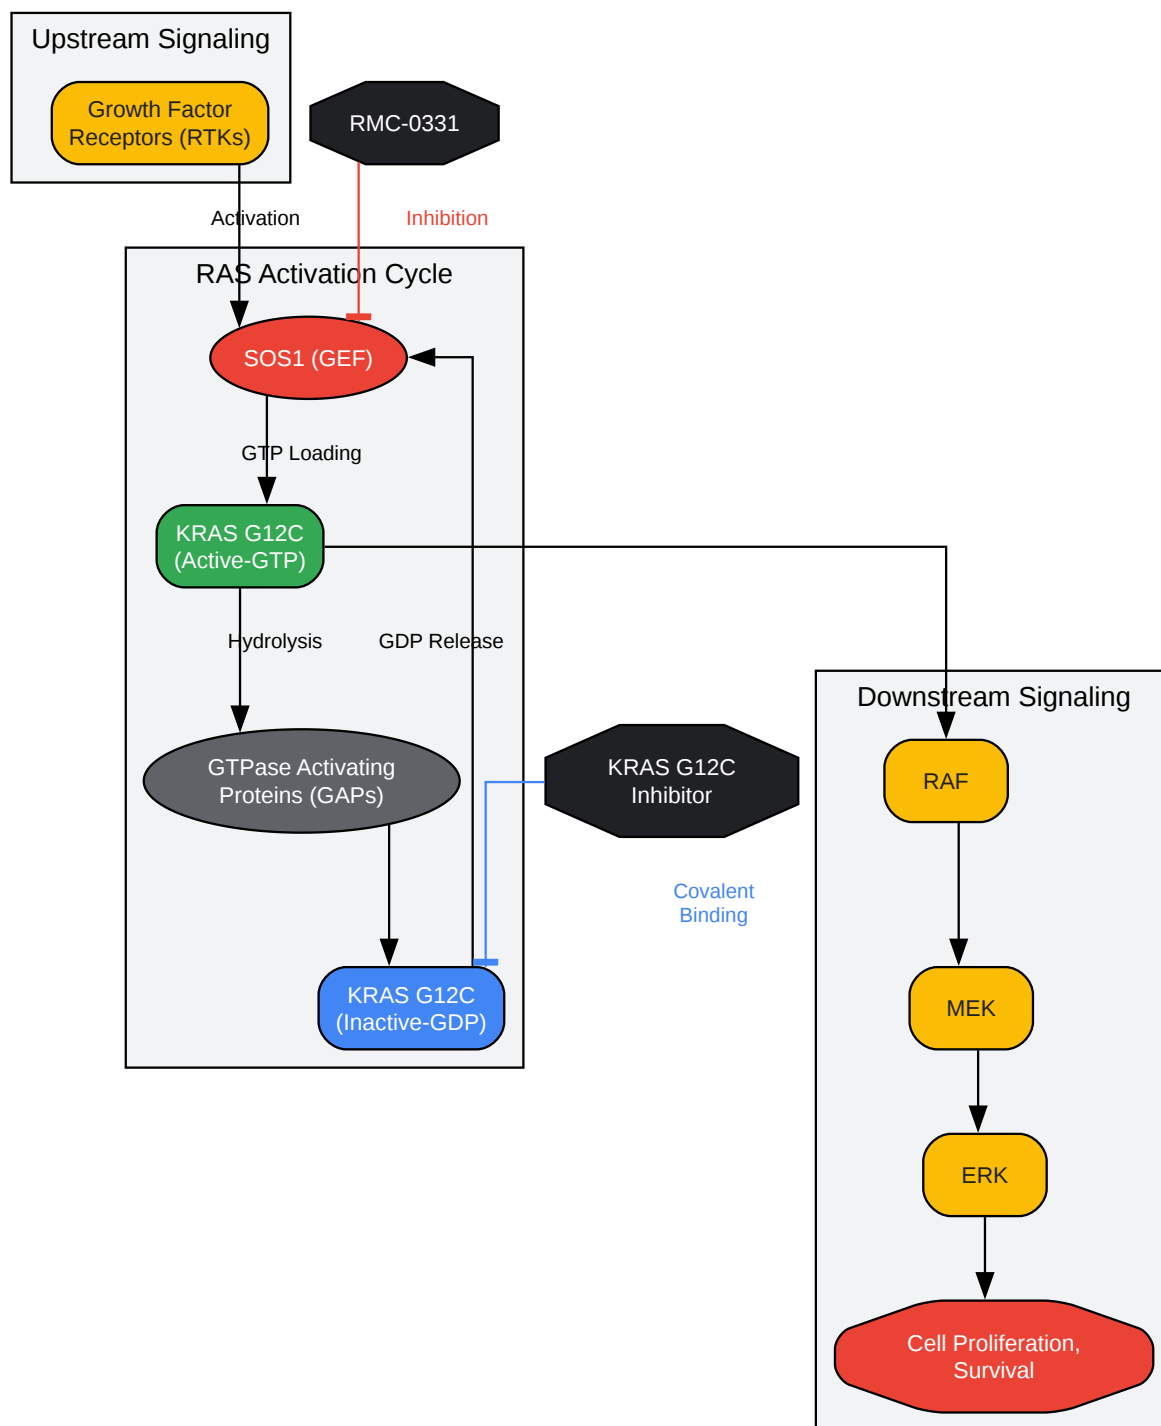 Upstream Signaling
Growth Factor
Receptors (RTKs)
RMC-0331
Activation
Inhibition
RAS Activation Cycle
SOS1 (GEF)
GTP Loading
KRAS G12C
(Active-GTP)
Hydrolysis
GDP Release
GTPase Activating
Proteins (GAPs)
KRAS G12C
Inhibitor
Covalent
Binding
KRAS G12C
(Inactive-GDP)
Downstream Signaling
RAF
MEK
ERK
Cell Proliferation,
Survival